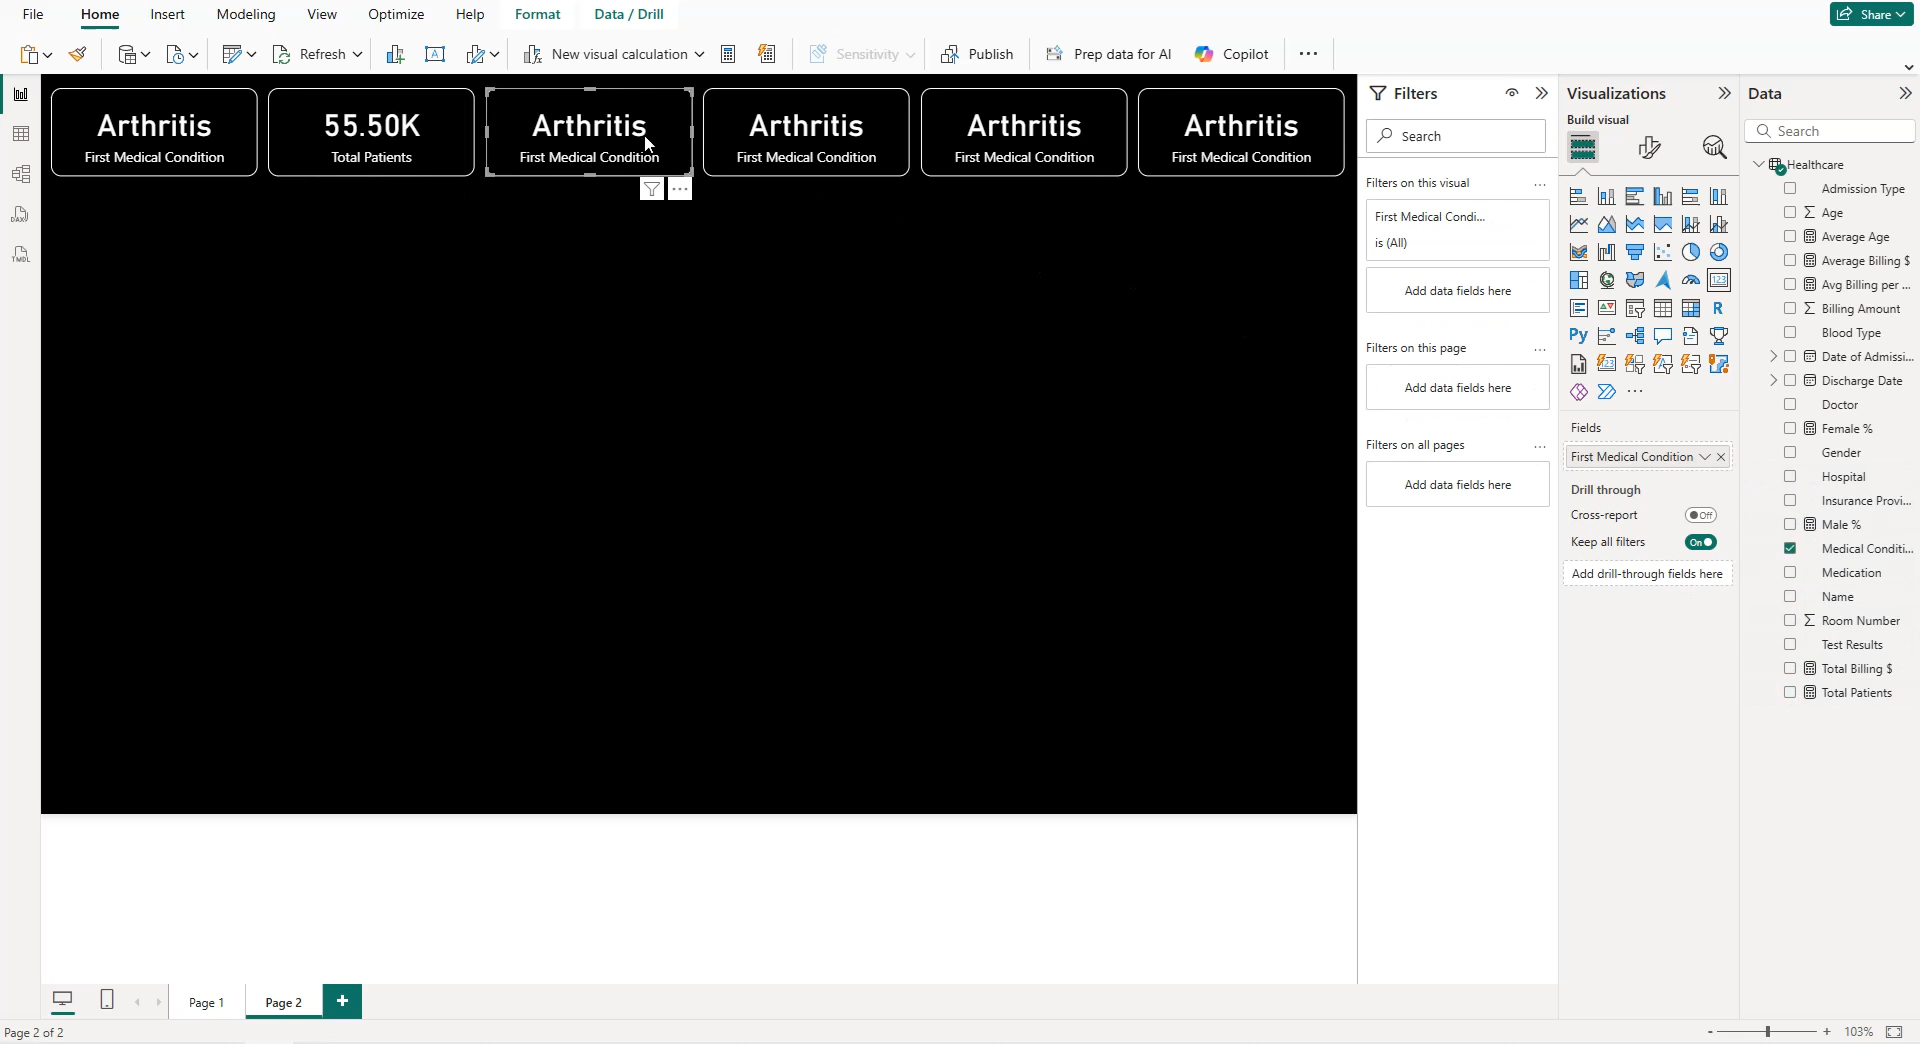 File Home Insert Modeling View Optimize Help Format Data / Drill Share
Refresh New visual calculation Sensitivity Publish Prep data for AI Copilot ...
Arthritis
First Medical Condition
55.50K
Total Patients
Arthritis
First Medical Condition
Arthritis
First Medical Condition
Arthritis
First Medical Condition
Arthritis
First Medical Condition
DAX
TMDL
Filters
Search
Filters on this visual ...
First Medical Condi...
is (All)
Add data fields here
Filters on this page ...
Add data fields here
Filters on all pages ...
Add data fields here
Visualizations
Build visual
123
R
Py
123
...
Fields
First Medical Condition
Drill through
Cross-report Off
Keep all filters On
Add drill-through fields here
Data
Search
Healthcare
Admission Type
Age
Average Age
Average Billing $
Avg Billing per ...
Billing Amount
Blood Type
Date of Admissi...
Discharge Date
Doctor
Female %
Gender
Hospital
Insurance Provi...
Male %
Medical Conditi...
Medication
Name
Room Number
Test Results
Total Billing $
Total Patients
Page 1 Page 2 +
Page 2 of 2
- + 103%